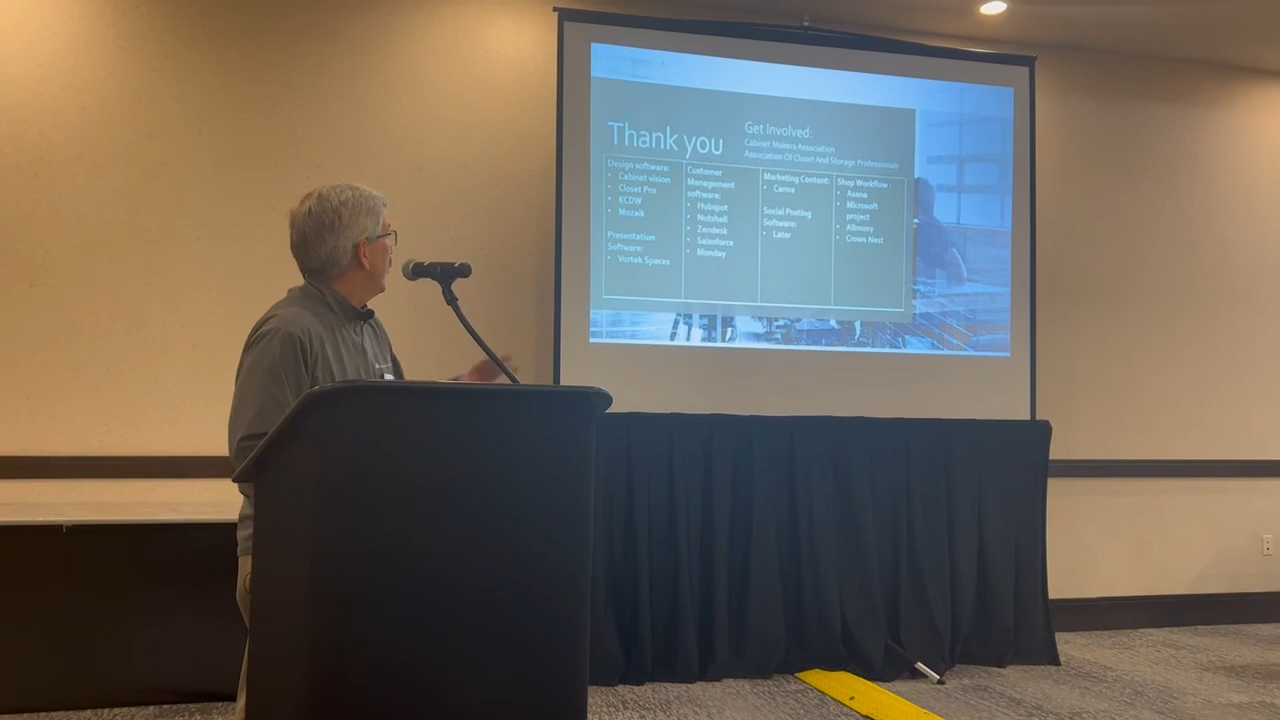 Thank you
Get Involved:
Cabinet Makers Association
Association Of Closet And Storage Professionals
Design software:
• Cabinet vision
• Closet Pro
• KCDW
• Mozaik
Presentation
Software:
• Vortek Spaces
Customer
Management
software:
• Hubspot
• Nutshell
• Zendesk
• Salesforce
• Monday
Marketing Content:
• Canva
Social Posting
Software:
• Later
Shop Workflow :
• Asana
• Microsoft
project
• Allmoxy
• Crows Nest